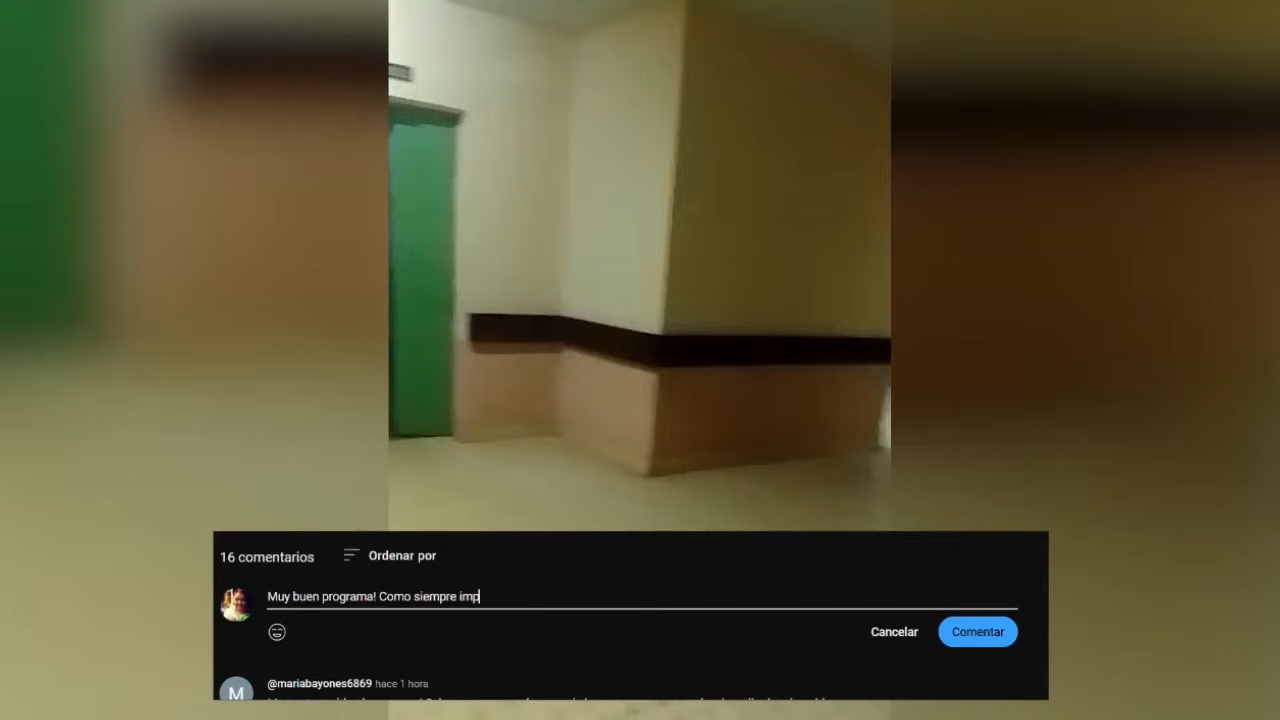 16 comentarios
Ordenar por
Muy buen programa! Como siempre imp
Cancelar
Comentar
M
@mariabayones6869 hace 1 hora